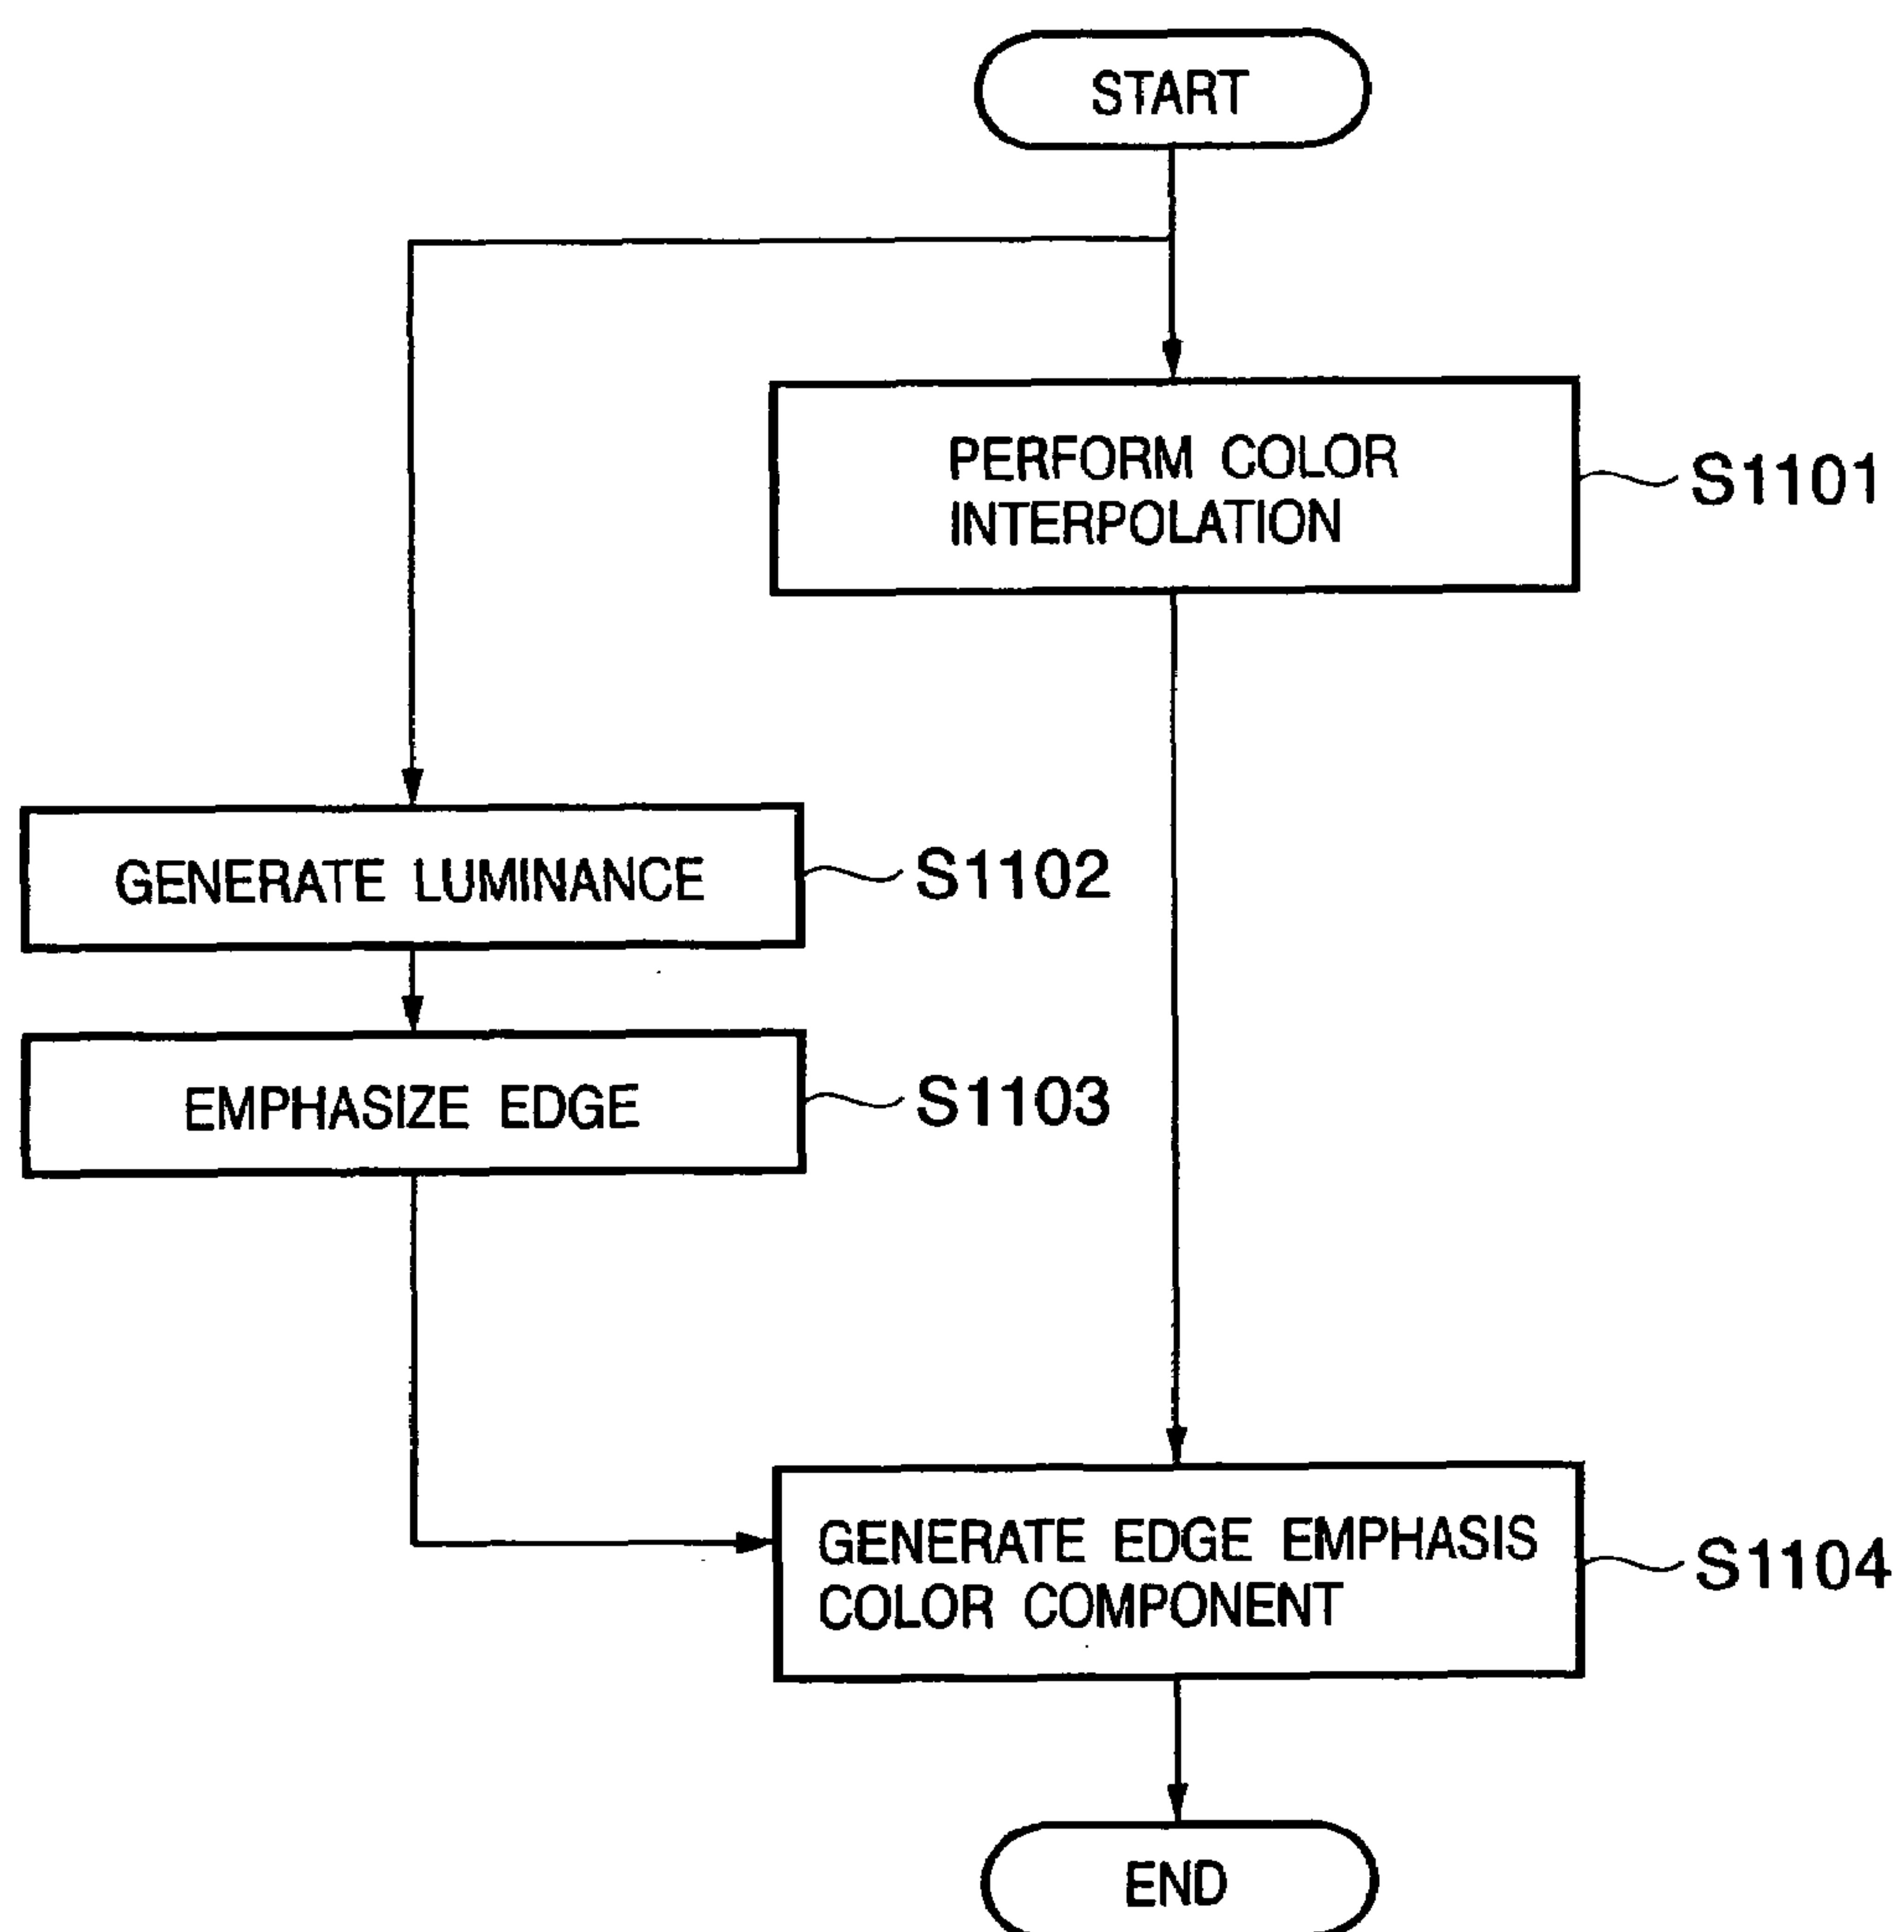 START
PERFORM COLOR
INTERPOLATION
S1101
GENERATE LUMINANCE
S1102
EMPHASIZE EDGE
S1103
GENERATE EDGE EMPHASIS
COLOR COMPONENT
S1104
END